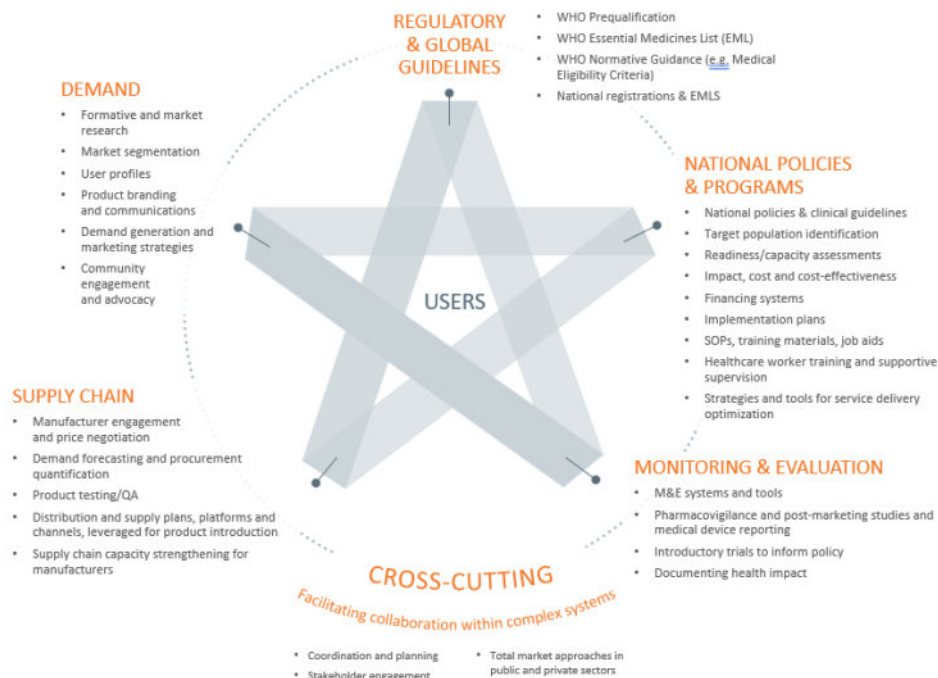 REGULATORY
& GLOBAL
GUIDELINES
• WHO Prequalification
• WHO Essential Medicines List (EML)
• WHO Normative Guidance (e.g. Medical
Eligibility Criteria)
• National registrations & EMLS
DEMAND
• Formative and market
research
• Market segmentation
• User profiles
• Product branding
and communications
• Demand generation and
marketing strategies
• Community
engagement
and advocacy
NATIONAL POLICIES
& PROGRAMS
• National policies & clinical guidelines
• Target population identification
• Readiness/capacity assessments
• Impact, cost and cost-effectiveness
• Financing systems
• Implementation plans
• SOPs, training materials, job aids
• Healthcare worker training and supportive
supervision
• Strategies and tools for service delivery
optimization
USERS
SUPPLY CHAIN
• Manufacturer engagement
and price negotiation
• Demand forecasting and procurement
quantification
• Product testing/QA
• Distribution and supply plans, platforms and
channels, leveraged for product introduction
• Supply chain capacity strengthening for
manufacturers
MONITORING & EVALUATION
• M&E systems and tools
• Pharmacovigilance and post-marketing studies and
medical device reporting
• Introductory trials to inform policy
• Documenting health impact
CROSS-CUTTING
Facilitating collaboration within complex systems
• Coordination and planning
• Stakeholder engagement
• Total market approaches in
public and private sectors